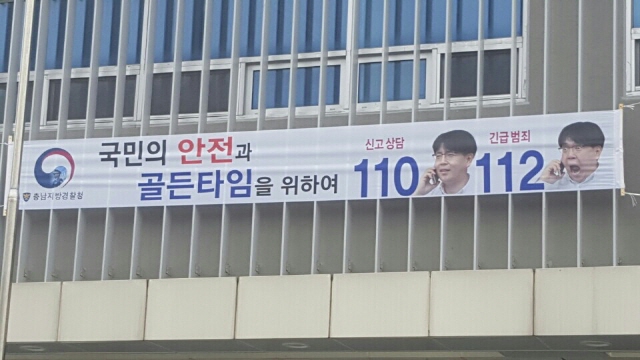 충남지방경찰청
국민의 안전과
골든타임을 위하여
신고 상담
110
긴급 범죄
112